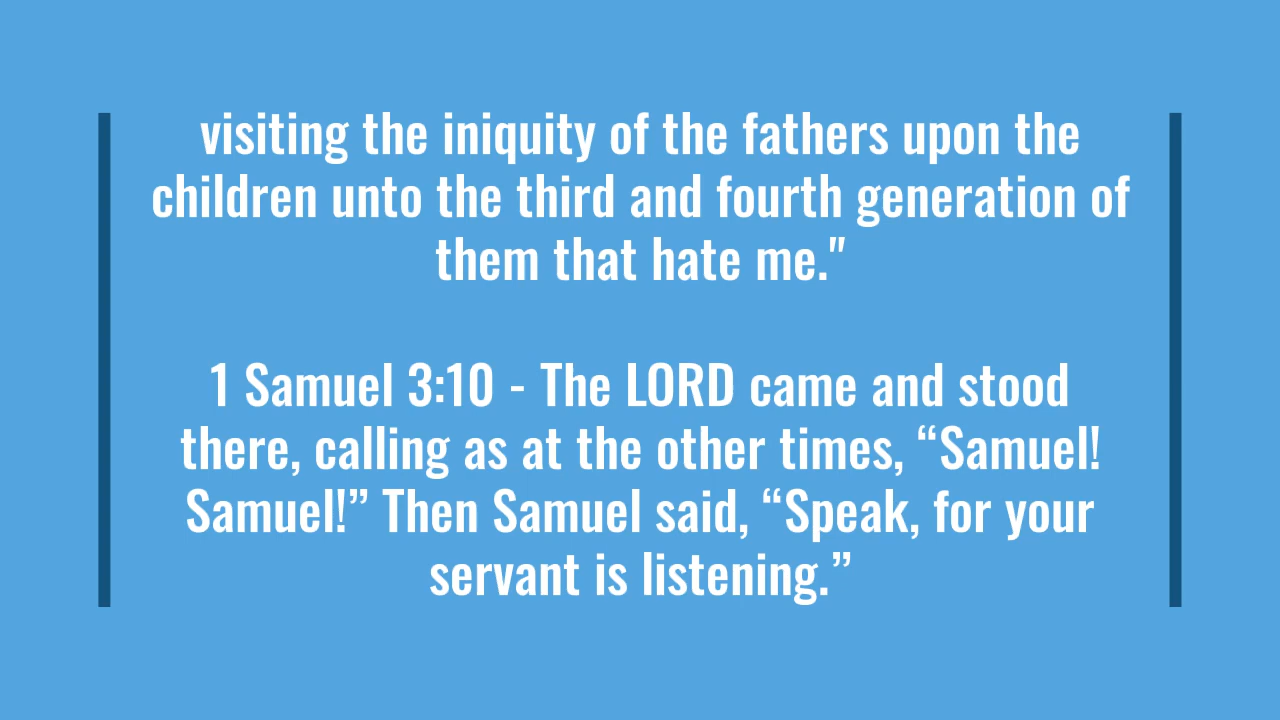 visiting the iniquity of the fathers upon the
children unto the third and fourth generation of
them that hate me."
1 Samuel 3:10 - The LORD came and stood
there, calling as at the other times, “Samuel!
Samuel!” Then Samuel said, “Speak, for your
servant is listening.”